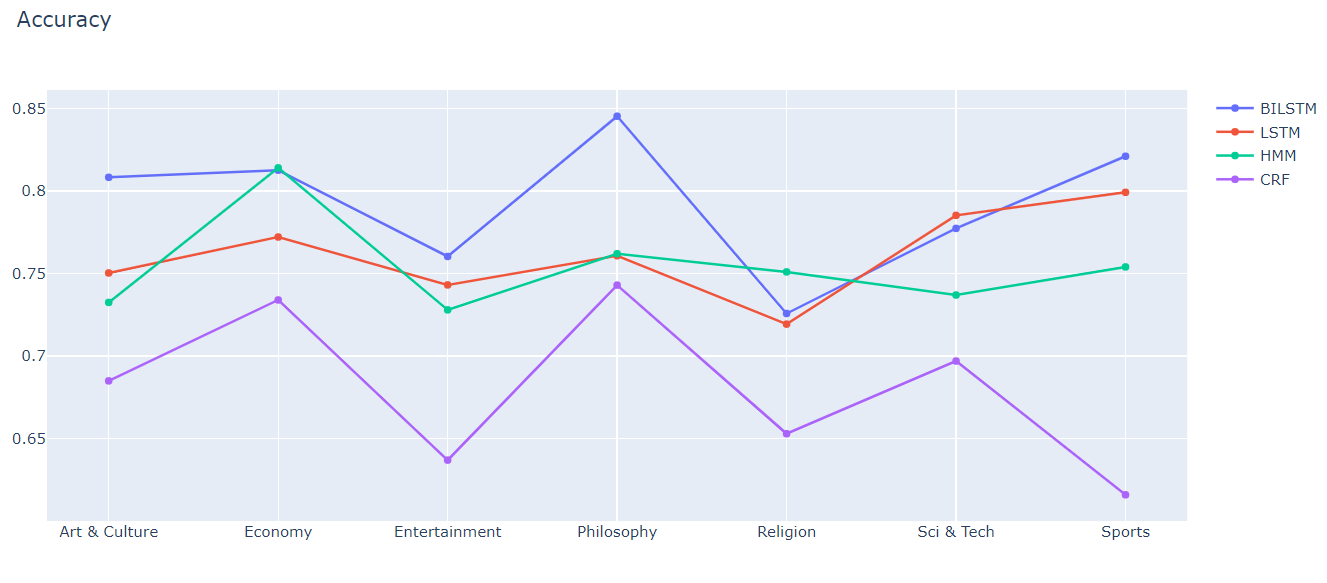 Accuracy
0.85
0.8
0.75
0.7
0.65
Art & Culture
Economy
Entertainment
Philosophy
Religion
Sci & Tech
Sports
BILSTM
LSTM
HMM
CRF